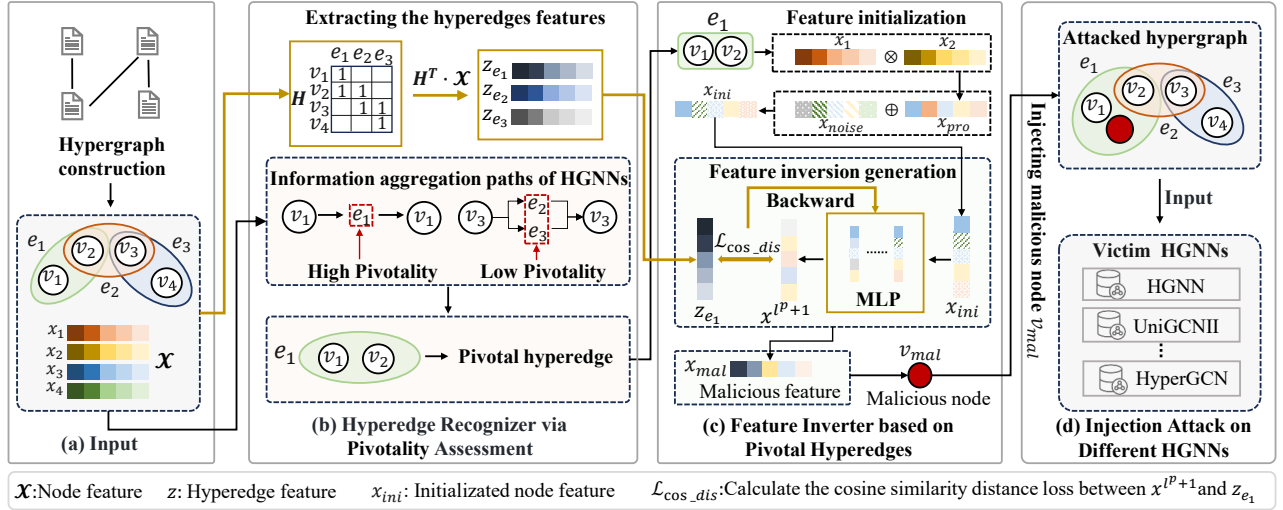 Hypergraph
construction
e1
v2
v3
e3
v1
e2
v4
x1
x2
x3
x4
𝓧
(a) Input
Extracting the hyperedges features
e1 e2 e3
v1 1
v2 1 1
v3 1 1
v4 1
H
H^T · 𝓧
z_e1
z_e2
z_e3
Information aggregation paths of HGNNs
v1
e1
v1
v3
e2
e3
v3
High Pivotality
Low Pivotality
e1
v1
v2
Pivotal hyperedge
(b) Hyperedge Recognizer via
Pivotality Assessment
e1
v1
v2
Feature initialization
x1
⊗
x2
x_ini
x_noise
⊕
x_pro
Feature inversion generation
Backward
ℒ_cos_dis
......
MLP
z_e1
x^{l^p+1}
x_ini
x_mal
Malicious feature
v_mal
Malicious node
(c) Feature Inverter based on
Pivotal Hyperedges
Injecting malicious node v_mal
Attacked hypergraph
e1
v2
v3
e3
v1
v4
e2
Input
Victim HGNNs
HGNN
UniGCNII
⋮
HyperGCN
(d) Injection Attack on
Different HGNNs
𝓧:Node feature z: Hyperedge feature x_ini: Initializated node feature ℒ_cos_dis:Calculate the cosine similarity distance loss between x^{l^p+1} and z_e1